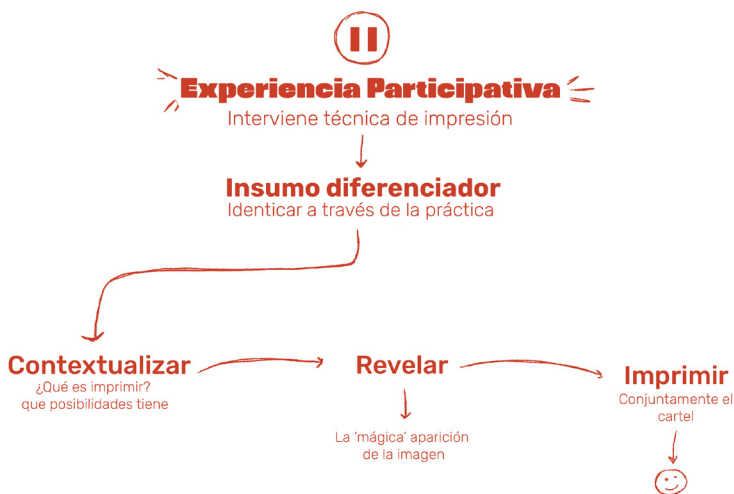 II
Experiencia Participativa
Interviene técnica de impresión
Insumo diferenciador
Identicar a través de la práctica
Contextualizar
¿Qué es imprimir?
que posibilidades tiene
Revelar
La ‘mágica’ aparición
de la imagen
Imprimir
Conjuntamente el
cartel